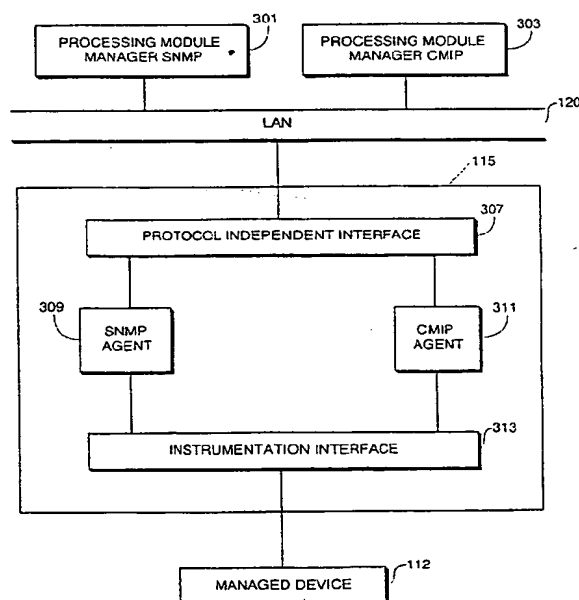 PROCESSING MODULE
MANAGER SNMP
301
PROCESSING MODULE
MANAGER CMIP
303
LAN
120
115
PROTOCOL INDEPENDENT INTERFACE
307
309
SNMP
AGENT
CMIP
AGENT
311
INSTRUMENTATION INTERFACE
313
MANAGED DEVICE
112